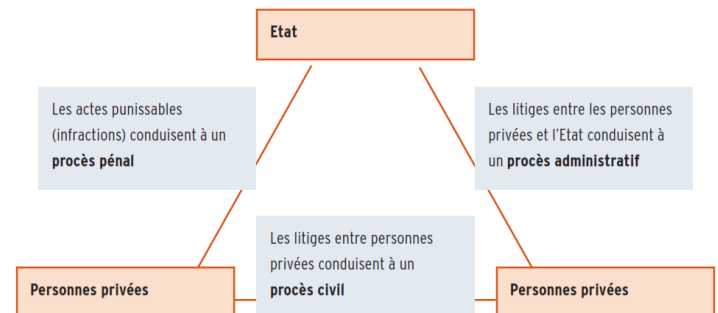 Etat
Les actes punissables
(infractions) conduisent à un
procès pénal
Les litiges entre les personnes
privées et l'Etat conduisent à
un procès administratif
Les litiges entre personnes
privées conduisent à un
procès civil
Personnes privées
Personnes privées